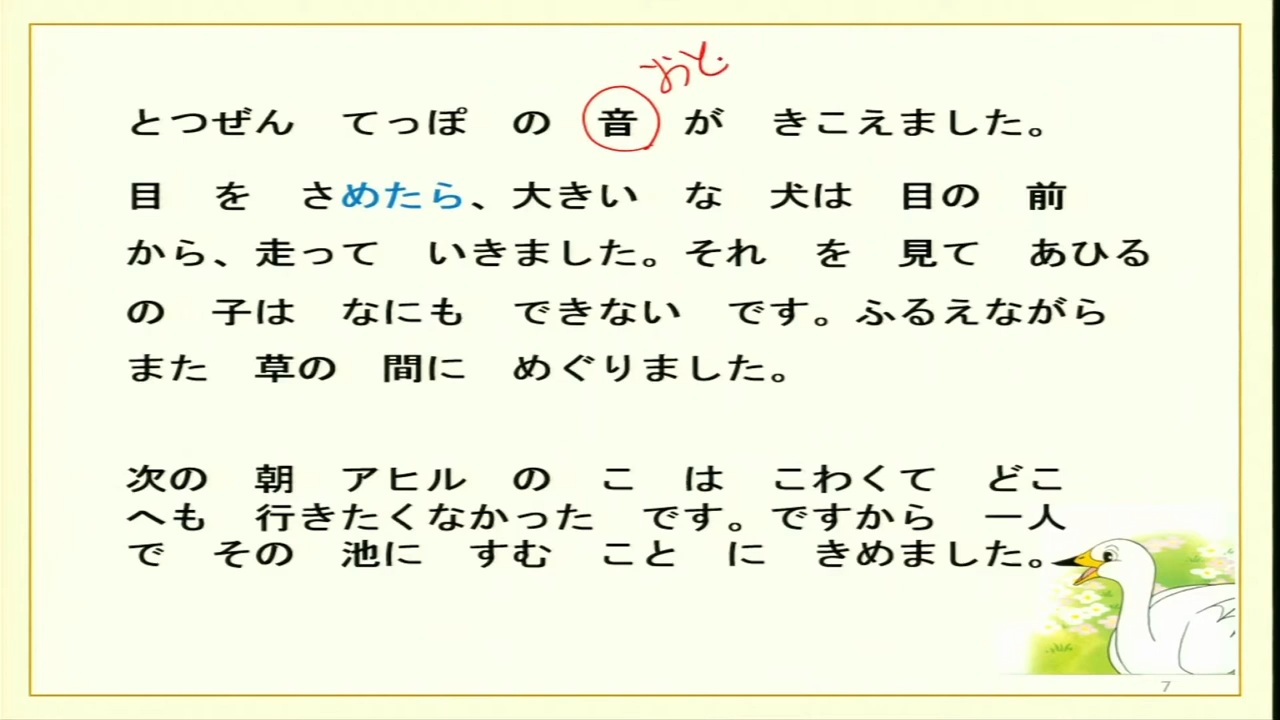 おと
とつぜん　てっぽ　の　音　が　きこえました。
目　を　さめたら、大きい　な　犬は　目の　前
から、走って　いきました。それ　を　見て　あひる
の　子は　なにも　できない　です。ふるえながら
また　草の　間に　めぐりました。
次の　朝　アヒル　の　こ　は　こわくて　どこ
へも　行きたくなかった　です。ですから　一人
で　その　池に　すむ　こと　に　きめました。
7